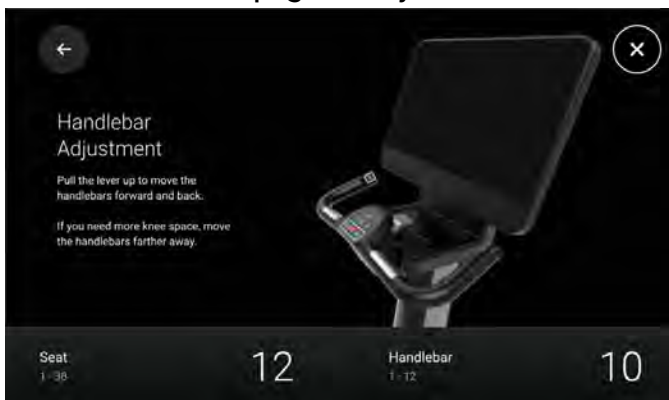 Handlebar
Adjustment
Pull the lever up to move the
handlebars forward and back.
If you need more knee space, move
the handlebars farther away.
Seat
1 - 38
12
Handlebar
1 - 12
10